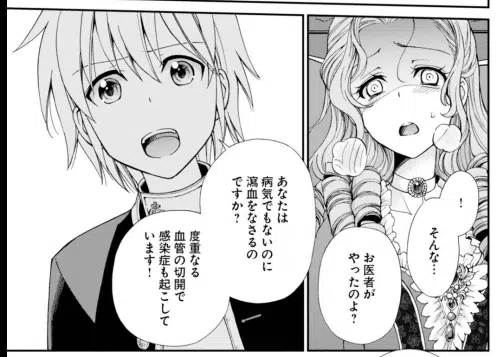 ！
そんな…
お医者が
やったのよ？
あなたは
病気でもないのに
瀉血をなさるの
ですか？
度重なる
血管の切開で
感染症も起こして
います！